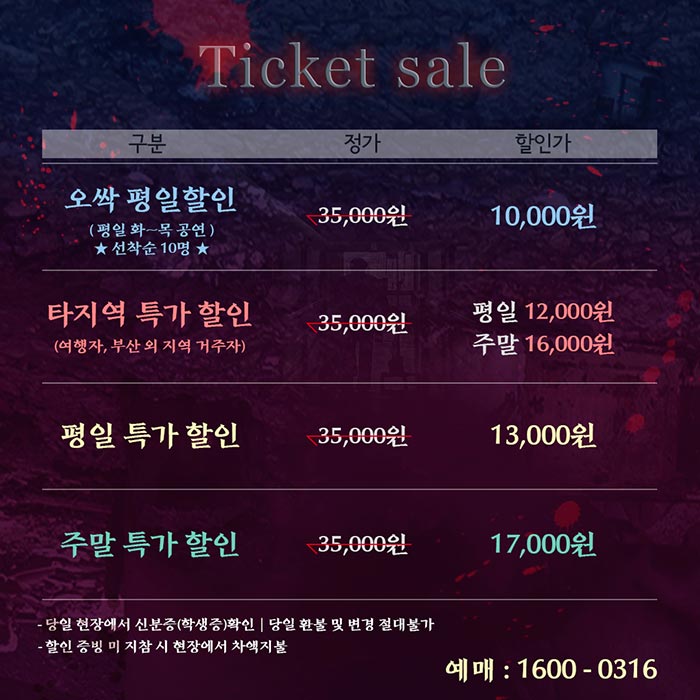 Ticket sale
구분 정가 할인가
오싹 평일할인
( 평일 화~목 공연 )
★ 선착순 10명 ★
35,000원 10,000원
타지역 특가 할인
(여행자, 부산 외 지역 거주자)
35,000원
평일 12,000원
주말 16,000원
평일 특가 할인 35,000원 13,000원
주말 특가 할인 35,000원 17,000원
- 당일 현장에서 신분증(학생증)확인 | 당일 환불 및 변경 절대불가
- 할인 증빙 미 지참 시 현장에서 차액지불
예매 : 1600 - 0316